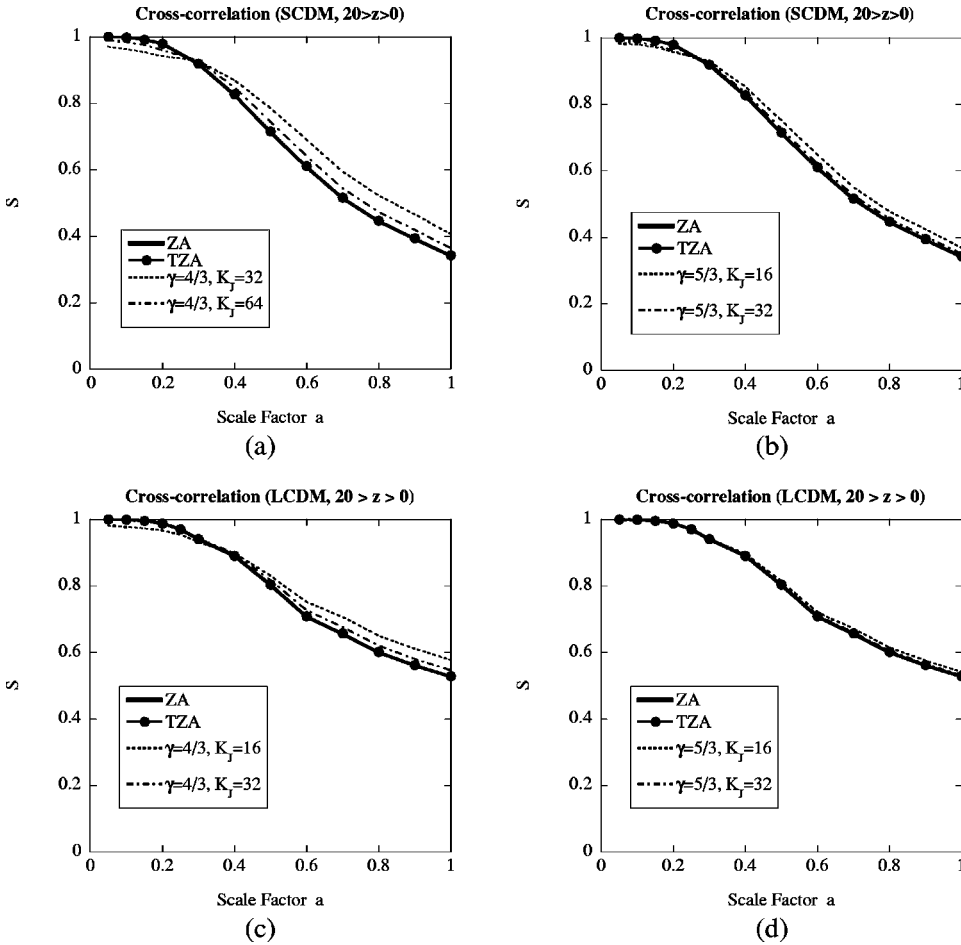 Cross-correlation (SCDM, 20>z>0)
1
0.8
0.6
0.4
0.2
0
S
ZA
TZA
γ=4/3, K_J=32
γ=4/3, K_J=64
0 0.2 0.4 0.6 0.8 1
Scale Factor a
(a)
Cross-correlation (SCDM, 20>z>0)
1
0.8
0.6
0.4
0.2
0
S
ZA
TZA
γ=5/3, K_J=16
γ=5/3, K_J=32
0 0.2 0.4 0.6 0.8 1
Scale Factor a
(b)
Cross-correlation (LCDM, 20 > z > 0)
1
0.8
0.6
0.4
0.2
0
S
ZA
TZA
γ=4/3, K_J=16
γ=4/3, K_J=32
0 0.2 0.4 0.6 0.8 1
Scale Factor a
(c)
Cross-correlation (LCDM, 20 > z > 0)
1
0.8
0.6
0.4
0.2
0
S
ZA
TZA
γ=5/3, K_J=16
γ=5/3, K_J=32
0 0.2 0.4 0.6 0.8 1
Scale Factor a
(d)